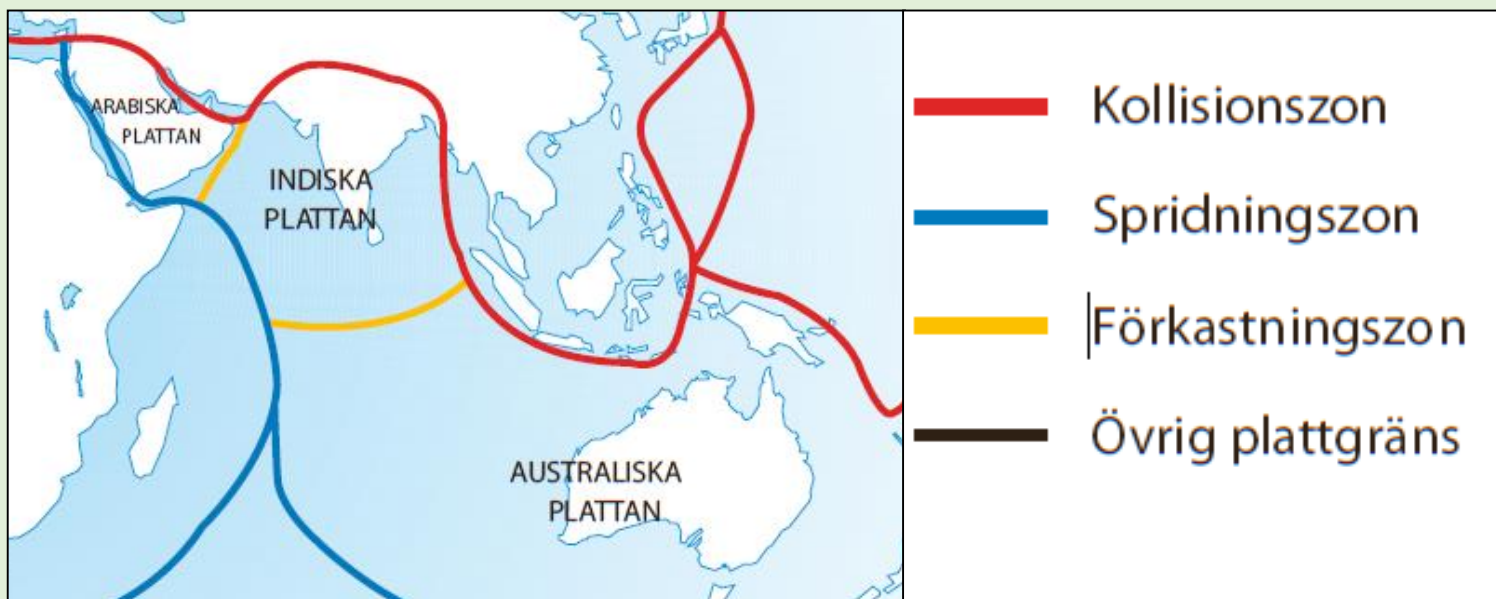 ARABISKA
PLATTAN
INDISKA
PLATTAN
AUSTRALISKA
PLATTAN
Kollisionszon
Spridningszon
Förkastningszon
Övrig plattgräns